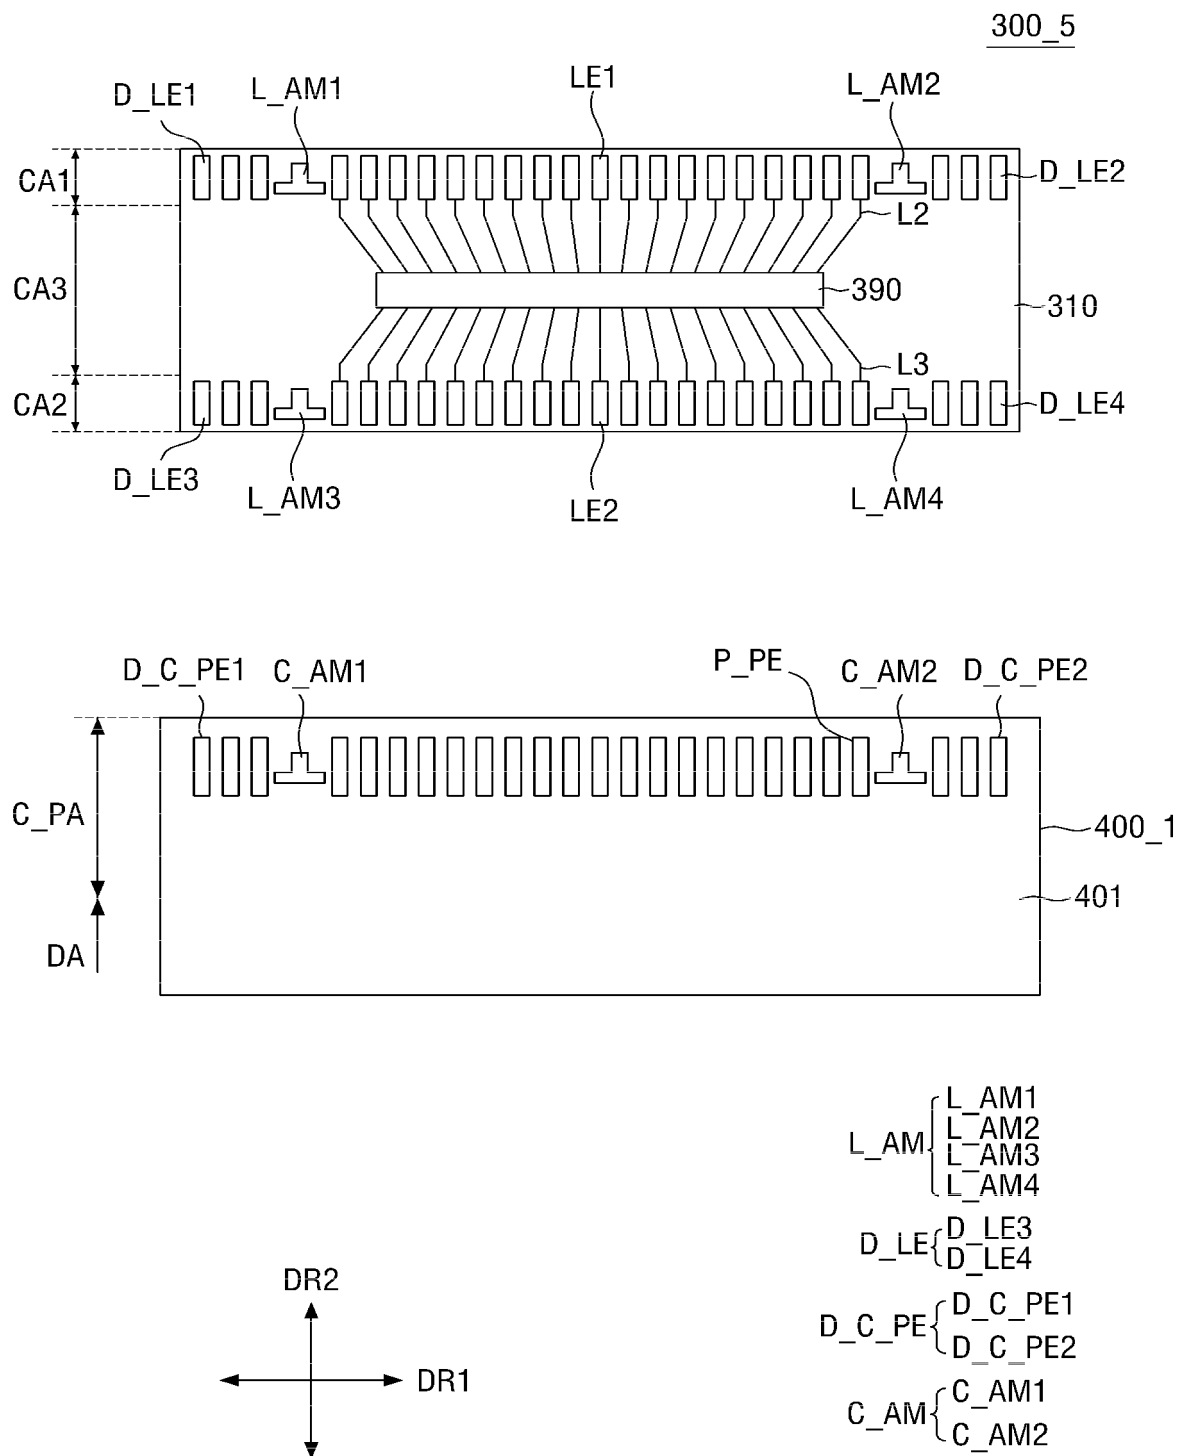 300_5
D_LE1 L_AM1 LE1 L_AM2
CA1 D_LE2
L2
CA3 390 310
L3
CA2 D_LE4
D_LE3 L_AM3 LE2 L_AM4
D_C_PE1 C_AM1 P_PE C_AM2 D_C_PE2
C_PA 400_1
401
DA
L_AM1
L_AM2
L_AM
L_AM3
L_AM4
D_LE3
D_LE
D_LE4
DR2
D_C_PE1
D_C_PE
D_C_PE2
DR1
C_AM1
C_AM
C_AM2